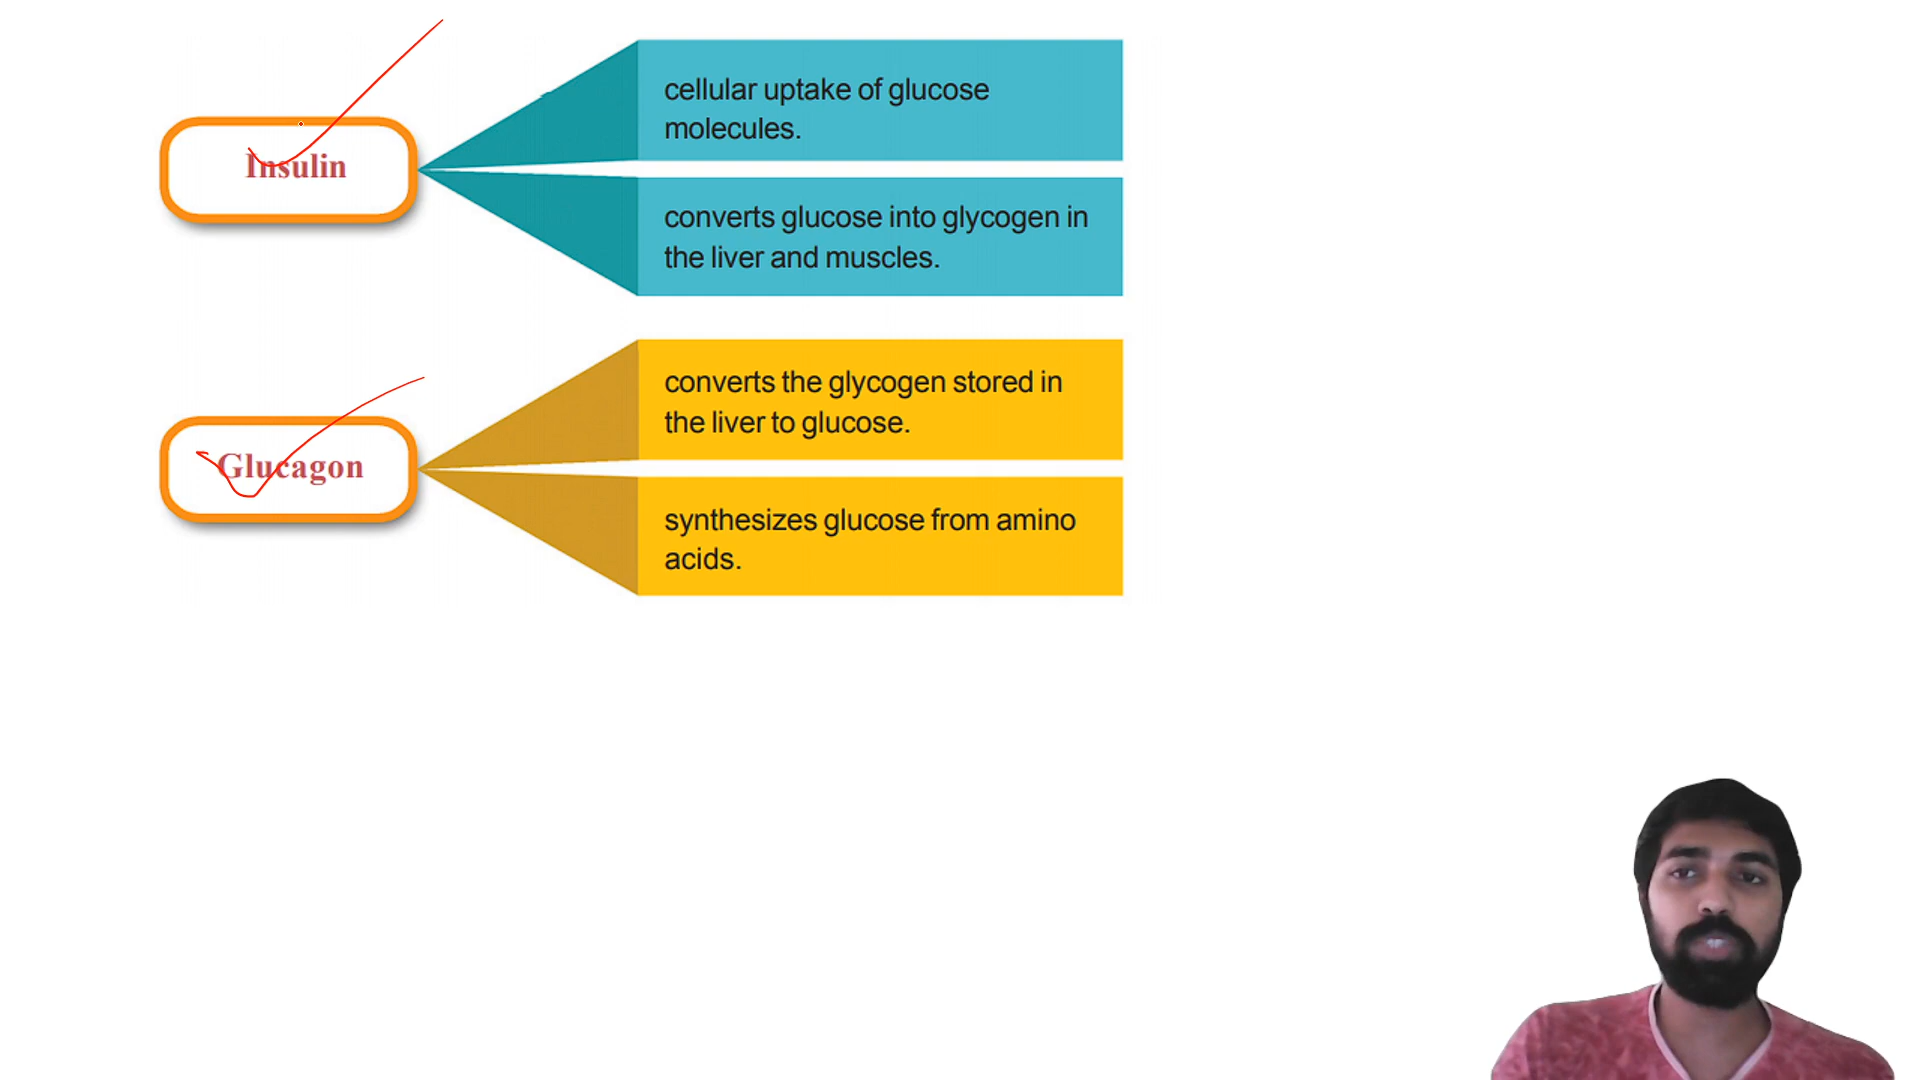 Insulin
cellular uptake of glucose
molecules.
converts glucose into glycogen in
the liver and muscles.
Glucagon
converts the glycogen stored in
the liver to glucose.
synthesizes glucose from amino
acids.